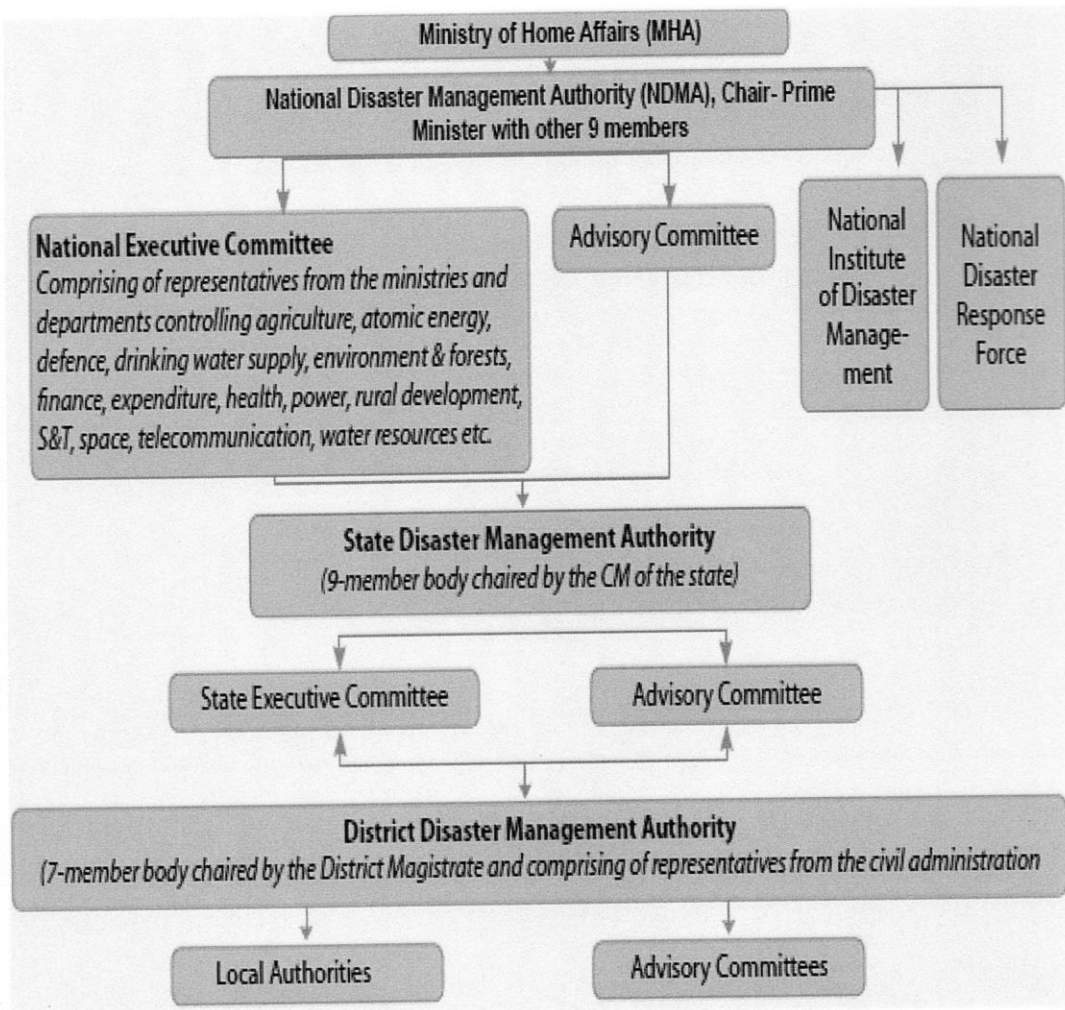 Ministry of Home Affairs (MHA)
National Disaster Management Authority (NDMA), Chair- Prime
Minister with other 9 members
National Executive Committee
Comprising of representatives from the ministries and
departments controlling agriculture, atomic energy,
defence, drinking water supply, environment & forests,
finance, expenditure, health, power, rural development,
S&T, space, telecommunication, water resources etc.
Advisory Committee
National
Institute
of Disaster
Manage-
ment
National
Disaster
Response
Force
State Disaster Management Authority
(9-member body chaired by the CM of the state)
State Executive Committee
Advisory Committee
District Disaster Management Authority
(7-member body chaired by the District Magistrate and comprising of representatives from the civil administration
Local Authorities
Advisory Committees